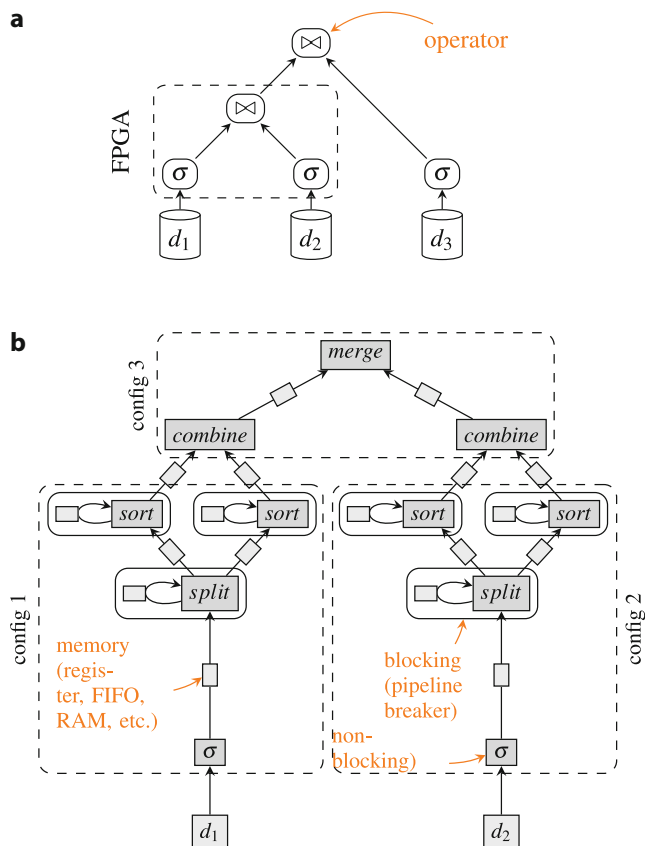 a
⋈
operator
⋈
FPGA
σ
σ
σ
d1
d2
d3
b
merge
config 3
combine
combine
sort
sort
sort
sort
split
split
config 1
config 2
memory
(regis-
ter, FIFO,
RAM, etc.)
blocking
(pipeline
breaker)
non-
blocking)
σ
σ
d1
d2